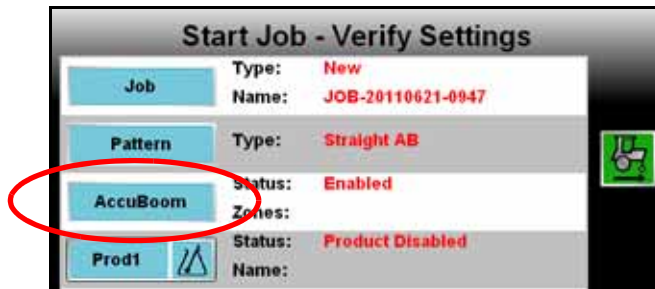 Start Job - Verify Settings
Job
Type: New
Name: JOB-20110621-0947
Pattern
Type: Straight AB
AccuBoom
Status: Enabled
Zones:
Prod1
Status: Product Disabled
Name: